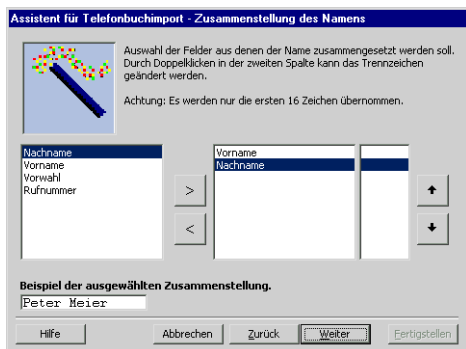 Assistent für Telefonbuchimport - Zusammenstellung des Namens
Auswahl der Felder aus denen der Name zusammengesetzt werden soll.
Durch Doppelklicken in der zweiten Spalte kann das Trennzeichen
geändert werden.
Achtung: Es werden nur die ersten 16 Zeichen übernommen.
Nachname
Vorname
Vorwahl
Rufnummer
>
<
Vorname
Nachname
Beispiel der ausgewählten Zusammenstellung.
Peter Meier
Hilfe
Abbrechen
Zurück
Weiter
Fertigstellen